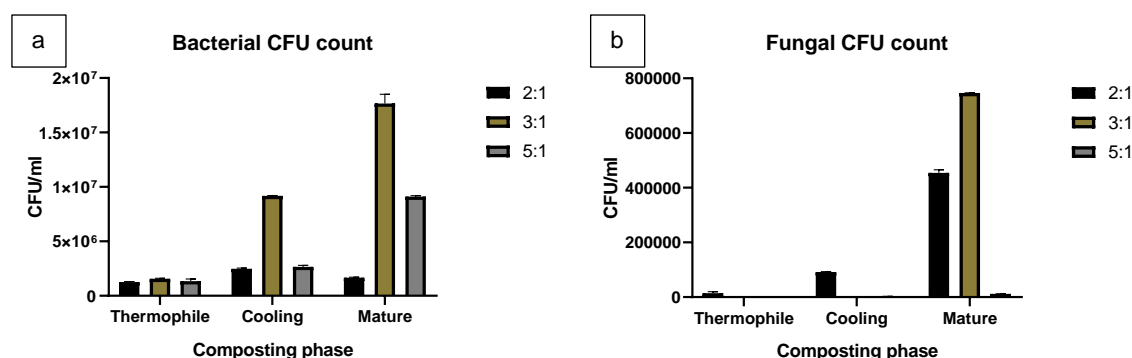 a
Bacterial CFU count
2×10⁷
1.5×10⁷
1×10⁷
5×10⁶
0
CFU/ml
Thermophile Cooling Mature
Composting phase
2:1
3:1
5:1
b
Fungal CFU count
800000
600000
400000
200000
0
CFU/ml
Thermophile Cooling Mature
Composting phase
2:1
3:1
5:1